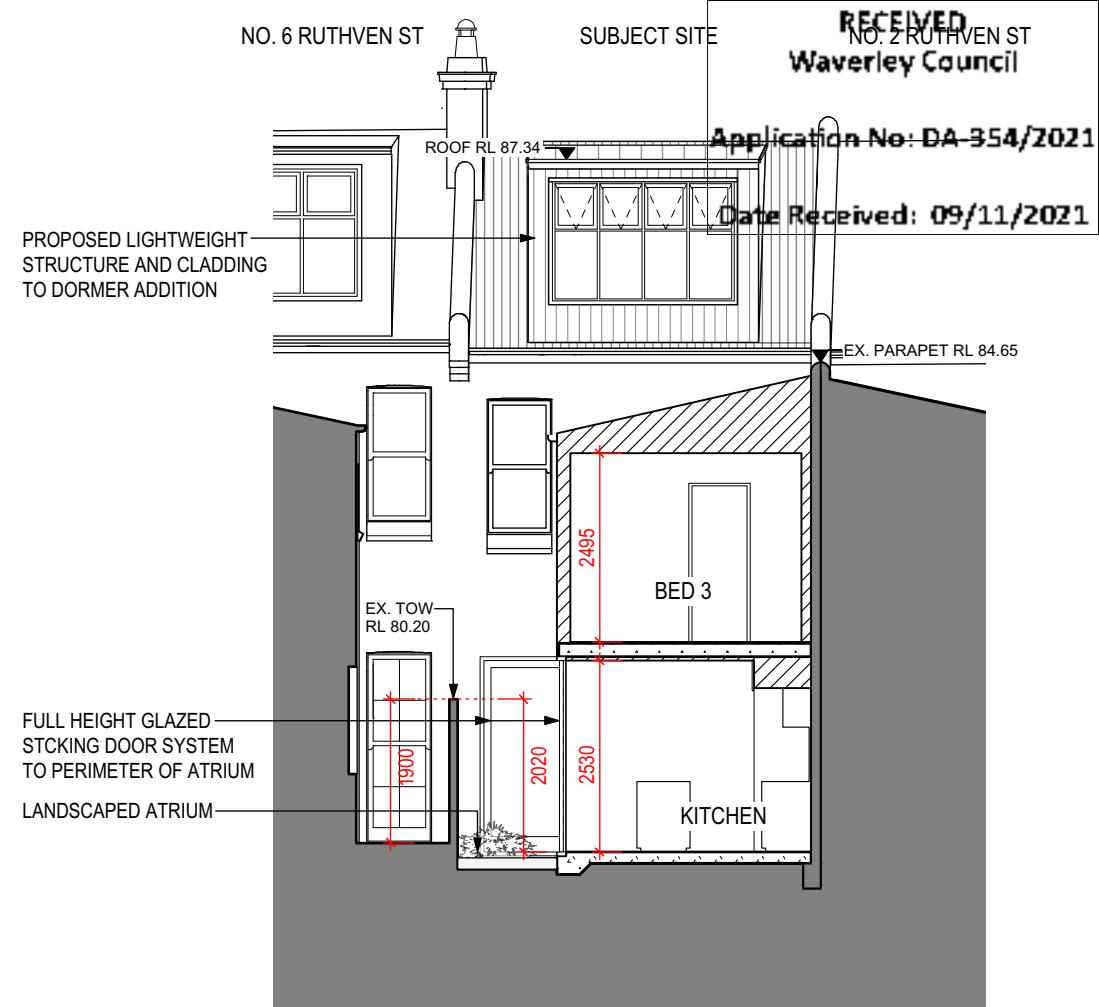 NO. 6 RUTHVEN ST
SUBJECT SITE
NO. 2 RUTHVEN ST
RECEIVED
Waverley Council
Application No: DA-354/2021
Date Received: 09/11/2021
ROOF RL 87.34
PROPOSED LIGHTWEIGHT
STRUCTURE AND CLADDING
TO DORMER ADDITION
EX. PARAPET RL 84.65
2495
BED 3
EX. TOW
RL 80.20
FULL HEIGHT GLAZED
STCKING DOOR SYSTEM
TO PERIMETER OF ATRIUM
1900
2020
2530
LANDSCAPED ATRIUM
KITCHEN